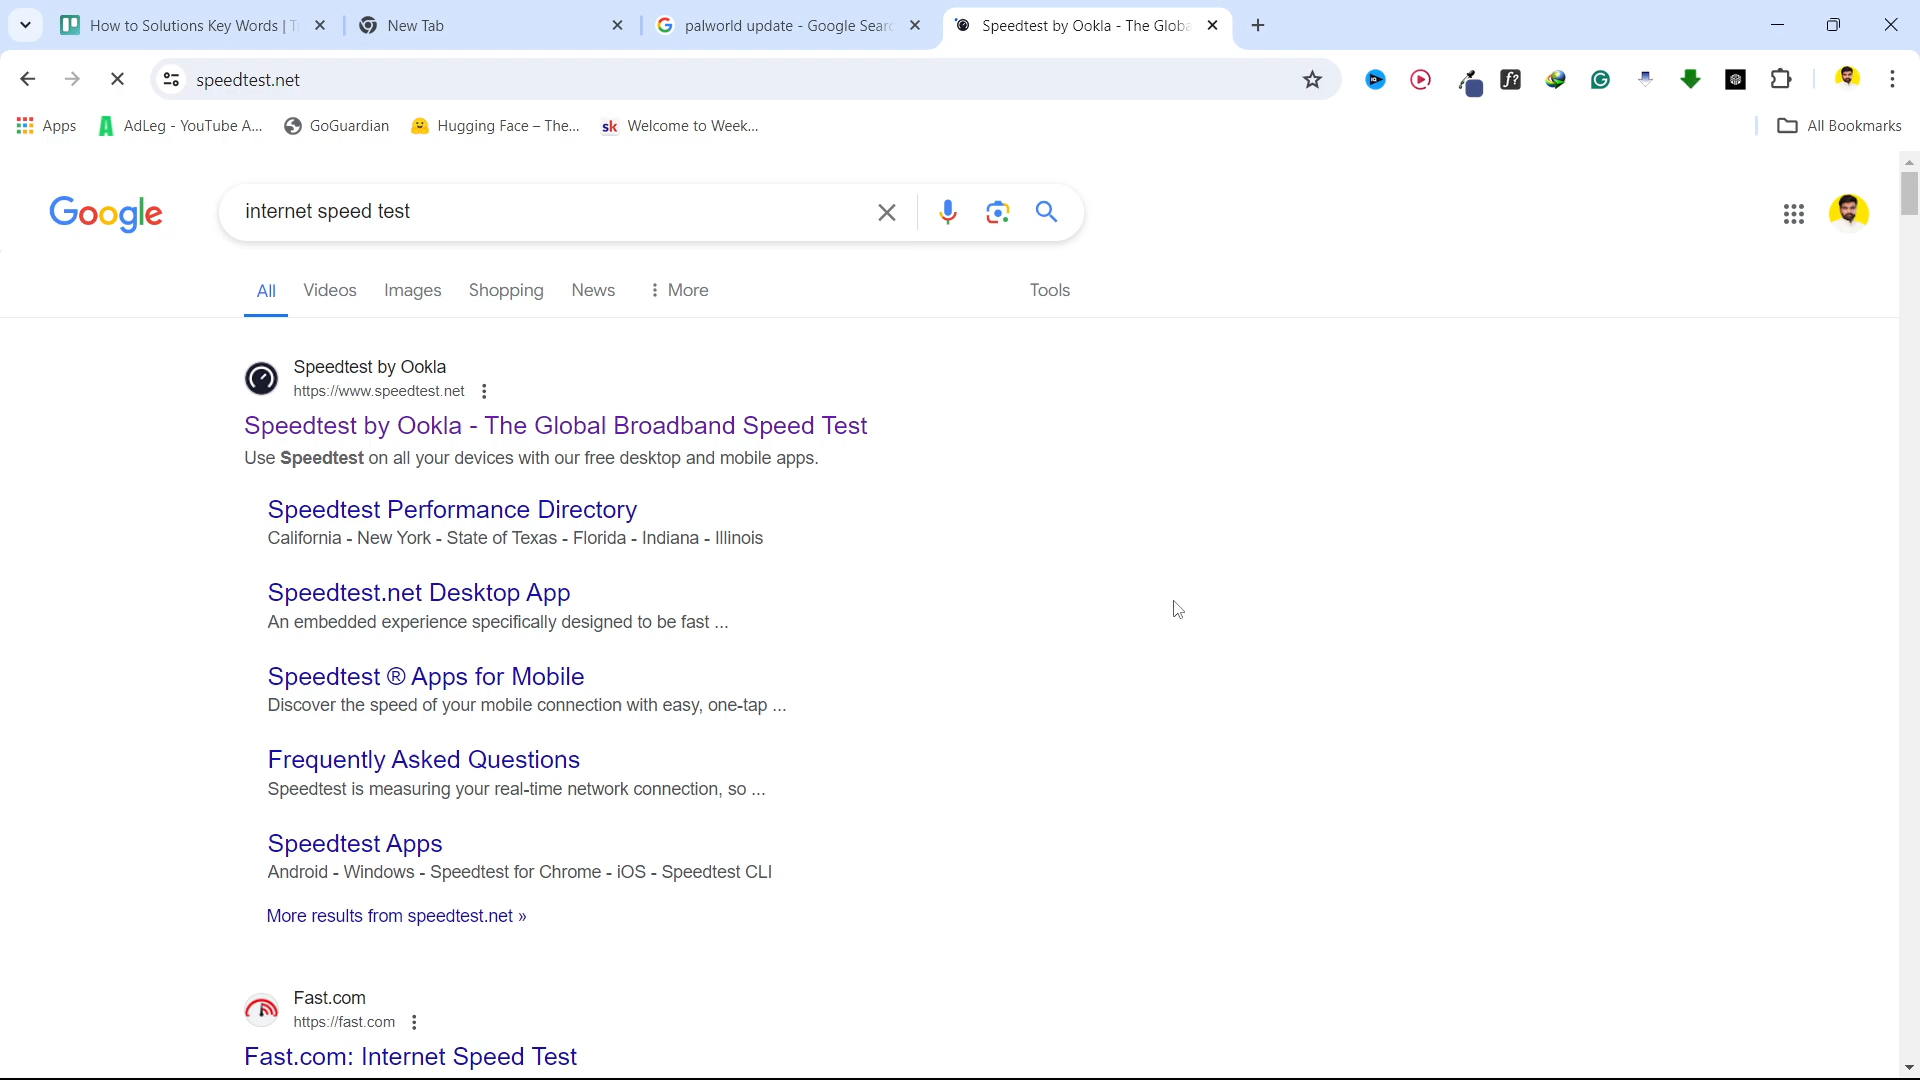 How to Solutions Key Words | T
New Tab
palworld update - Google Sear
Speedtest by Ookla - The Globa
speedtest.net
Apps
AdLeg - YouTube A...
GoGuardian
Hugging Face – The...
sk Welcome to Week...
All Bookmarks
Google
internet speed test
All
Videos
Images
Shopping
News
More
Tools
Speedtest by Ookla
https://www.speedtest.net
Speedtest by Ookla - The Global Broadband Speed Test
Use Speedtest on all your devices with our free desktop and mobile apps.
Speedtest Performance Directory
California - New York - State of Texas - Florida - Indiana - Illinois
Speedtest.net Desktop App
An embedded experience specifically designed to be fast ...
Speedtest ® Apps for Mobile
Discover the speed of your mobile connection with easy, one-tap ...
Frequently Asked Questions
Speedtest is measuring your real-time network connection, so ...
Speedtest Apps
Android - Windows - Speedtest for Chrome - iOS - Speedtest CLI
More results from speedtest.net »
Fast.com
https://fast.com
Fast.com: Internet Speed Test